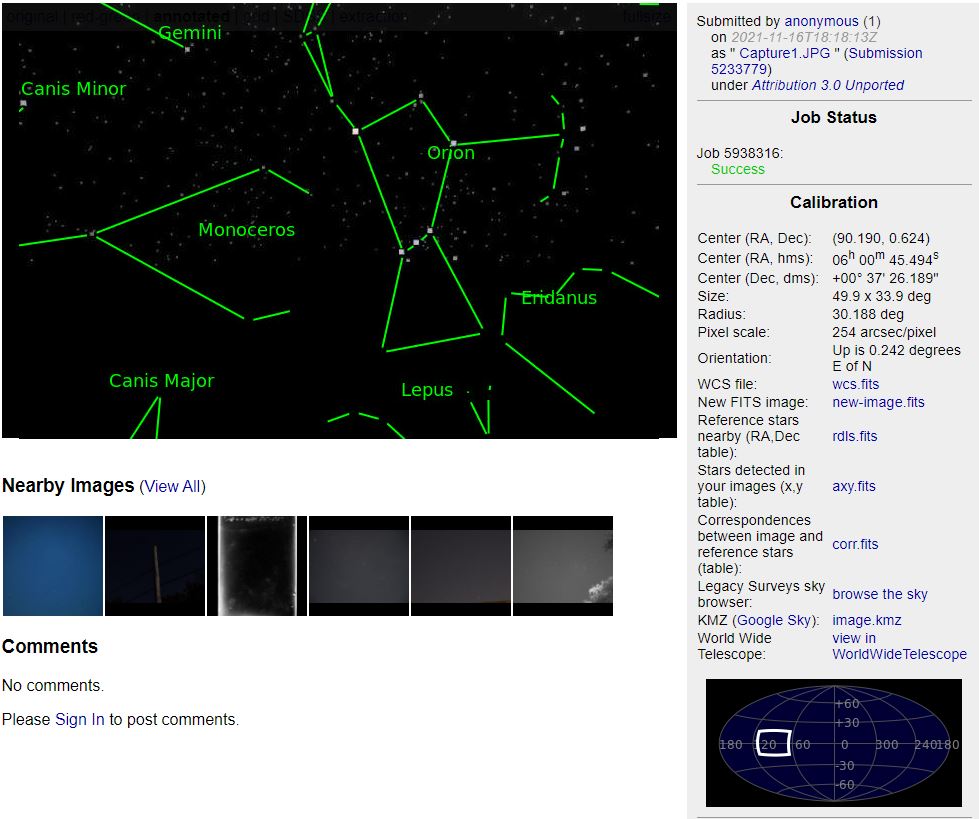 original | red-green | annotated | grid | SDSS | extraction
fullsize
Gemini
Canis Minor
Orion
Monoceros
Eridanus
Canis Major
Lepus
Nearby Images (View All)
Comments
No comments.
Please Sign In to post comments.
Submitted by anonymous (1)
on 2021-11-16T18:18:13Z
as " Capture1.JPG " (Submission
5233779)
under Attribution 3.0 Unported
Job Status
Job 5938316:
Success
Calibration
Center (RA, Dec): (90.190, 0.624)
Center (RA, hms): 06h 00m 45.494s
Center (Dec, dms): +00° 37' 26.189"
Size: 49.9 x 33.9 deg
Radius: 30.188 deg
Pixel scale: 254 arcsec/pixel
Orientation: Up is 0.242 degrees
E of N
WCS file: wcs.fits
New FITS image: new-image.fits
Reference stars
nearby (RA,Dec rdls.fits
table):
Stars detected in
your images (x,y axy.fits
table):
Correspondences
between image and
reference stars corr.fits
(table):
Legacy Surveys sky
browser: browse the sky
KMZ (Google Sky): image.kmz
World Wide view in
Telescope: WorldWideTelescope
+60
+30
180 120 60 0 300 240 180
-30
-60